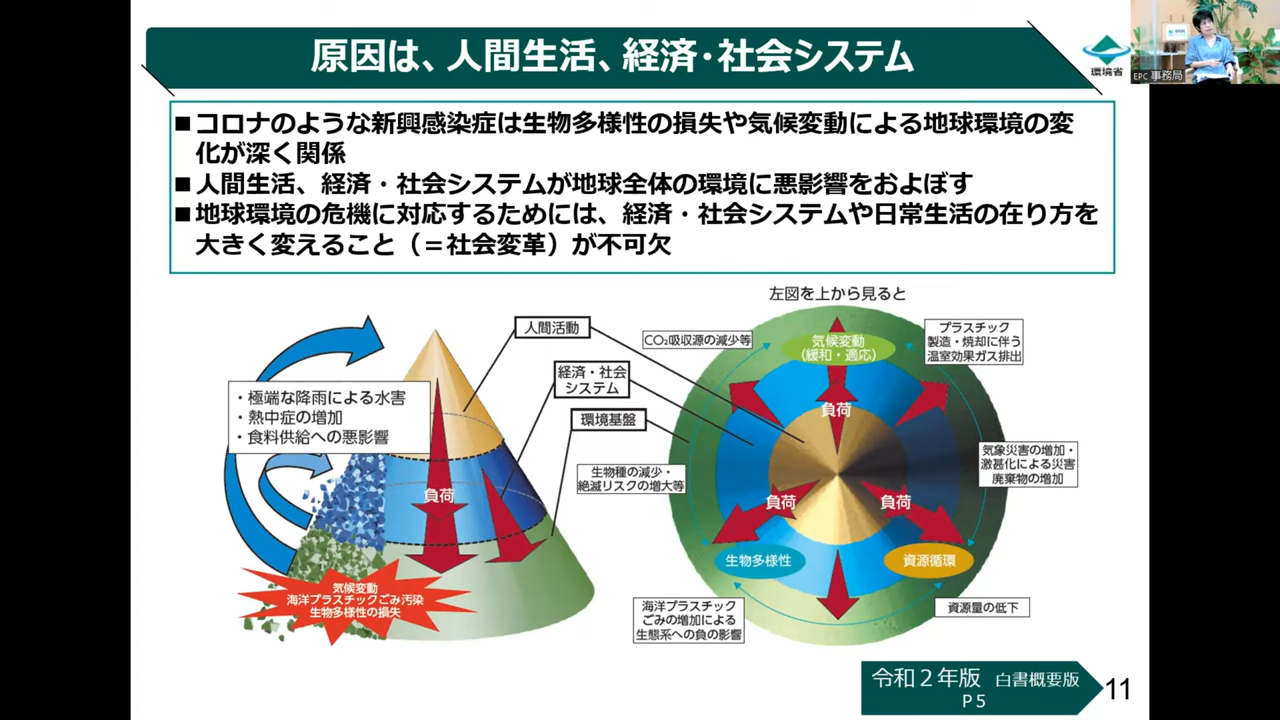 原因は、人間生活、経済・社会システム
環境省
EPC 事務局
■コロナのような新興感染症は生物多様性の損失や気候変動による地球環境の変
化が深く関係
■人間生活、経済・社会システムが地球全体の環境に悪影響をおよぼす
■地球環境の危機に対応するためには、経済・社会システムや日常生活の在り方を
大きく変えること（＝社会変革）が不可欠
・極端な降雨による水害
・熱中症の増加
・食料供給への悪影響
人間活動
経済・社会
システム
環境基盤
負荷
気候変動
海洋プラスチックごみ汚染
生物多様性の損失
左図を上から見ると
CO₂吸収源の減少等
気候変動
(緩和・適応)
プラスチック
製造・焼却に伴う
温室効果ガス排出
負荷
生物種の減少・
絶滅リスクの増大等
気象災害の増加・
激甚化による災害
廃棄物の増加
負荷
負荷
生物多様性
資源循環
海洋プラスチック
ごみの増加による
生態系への負の影響
資源量の低下
令和２年版 白書概要版
P５
11